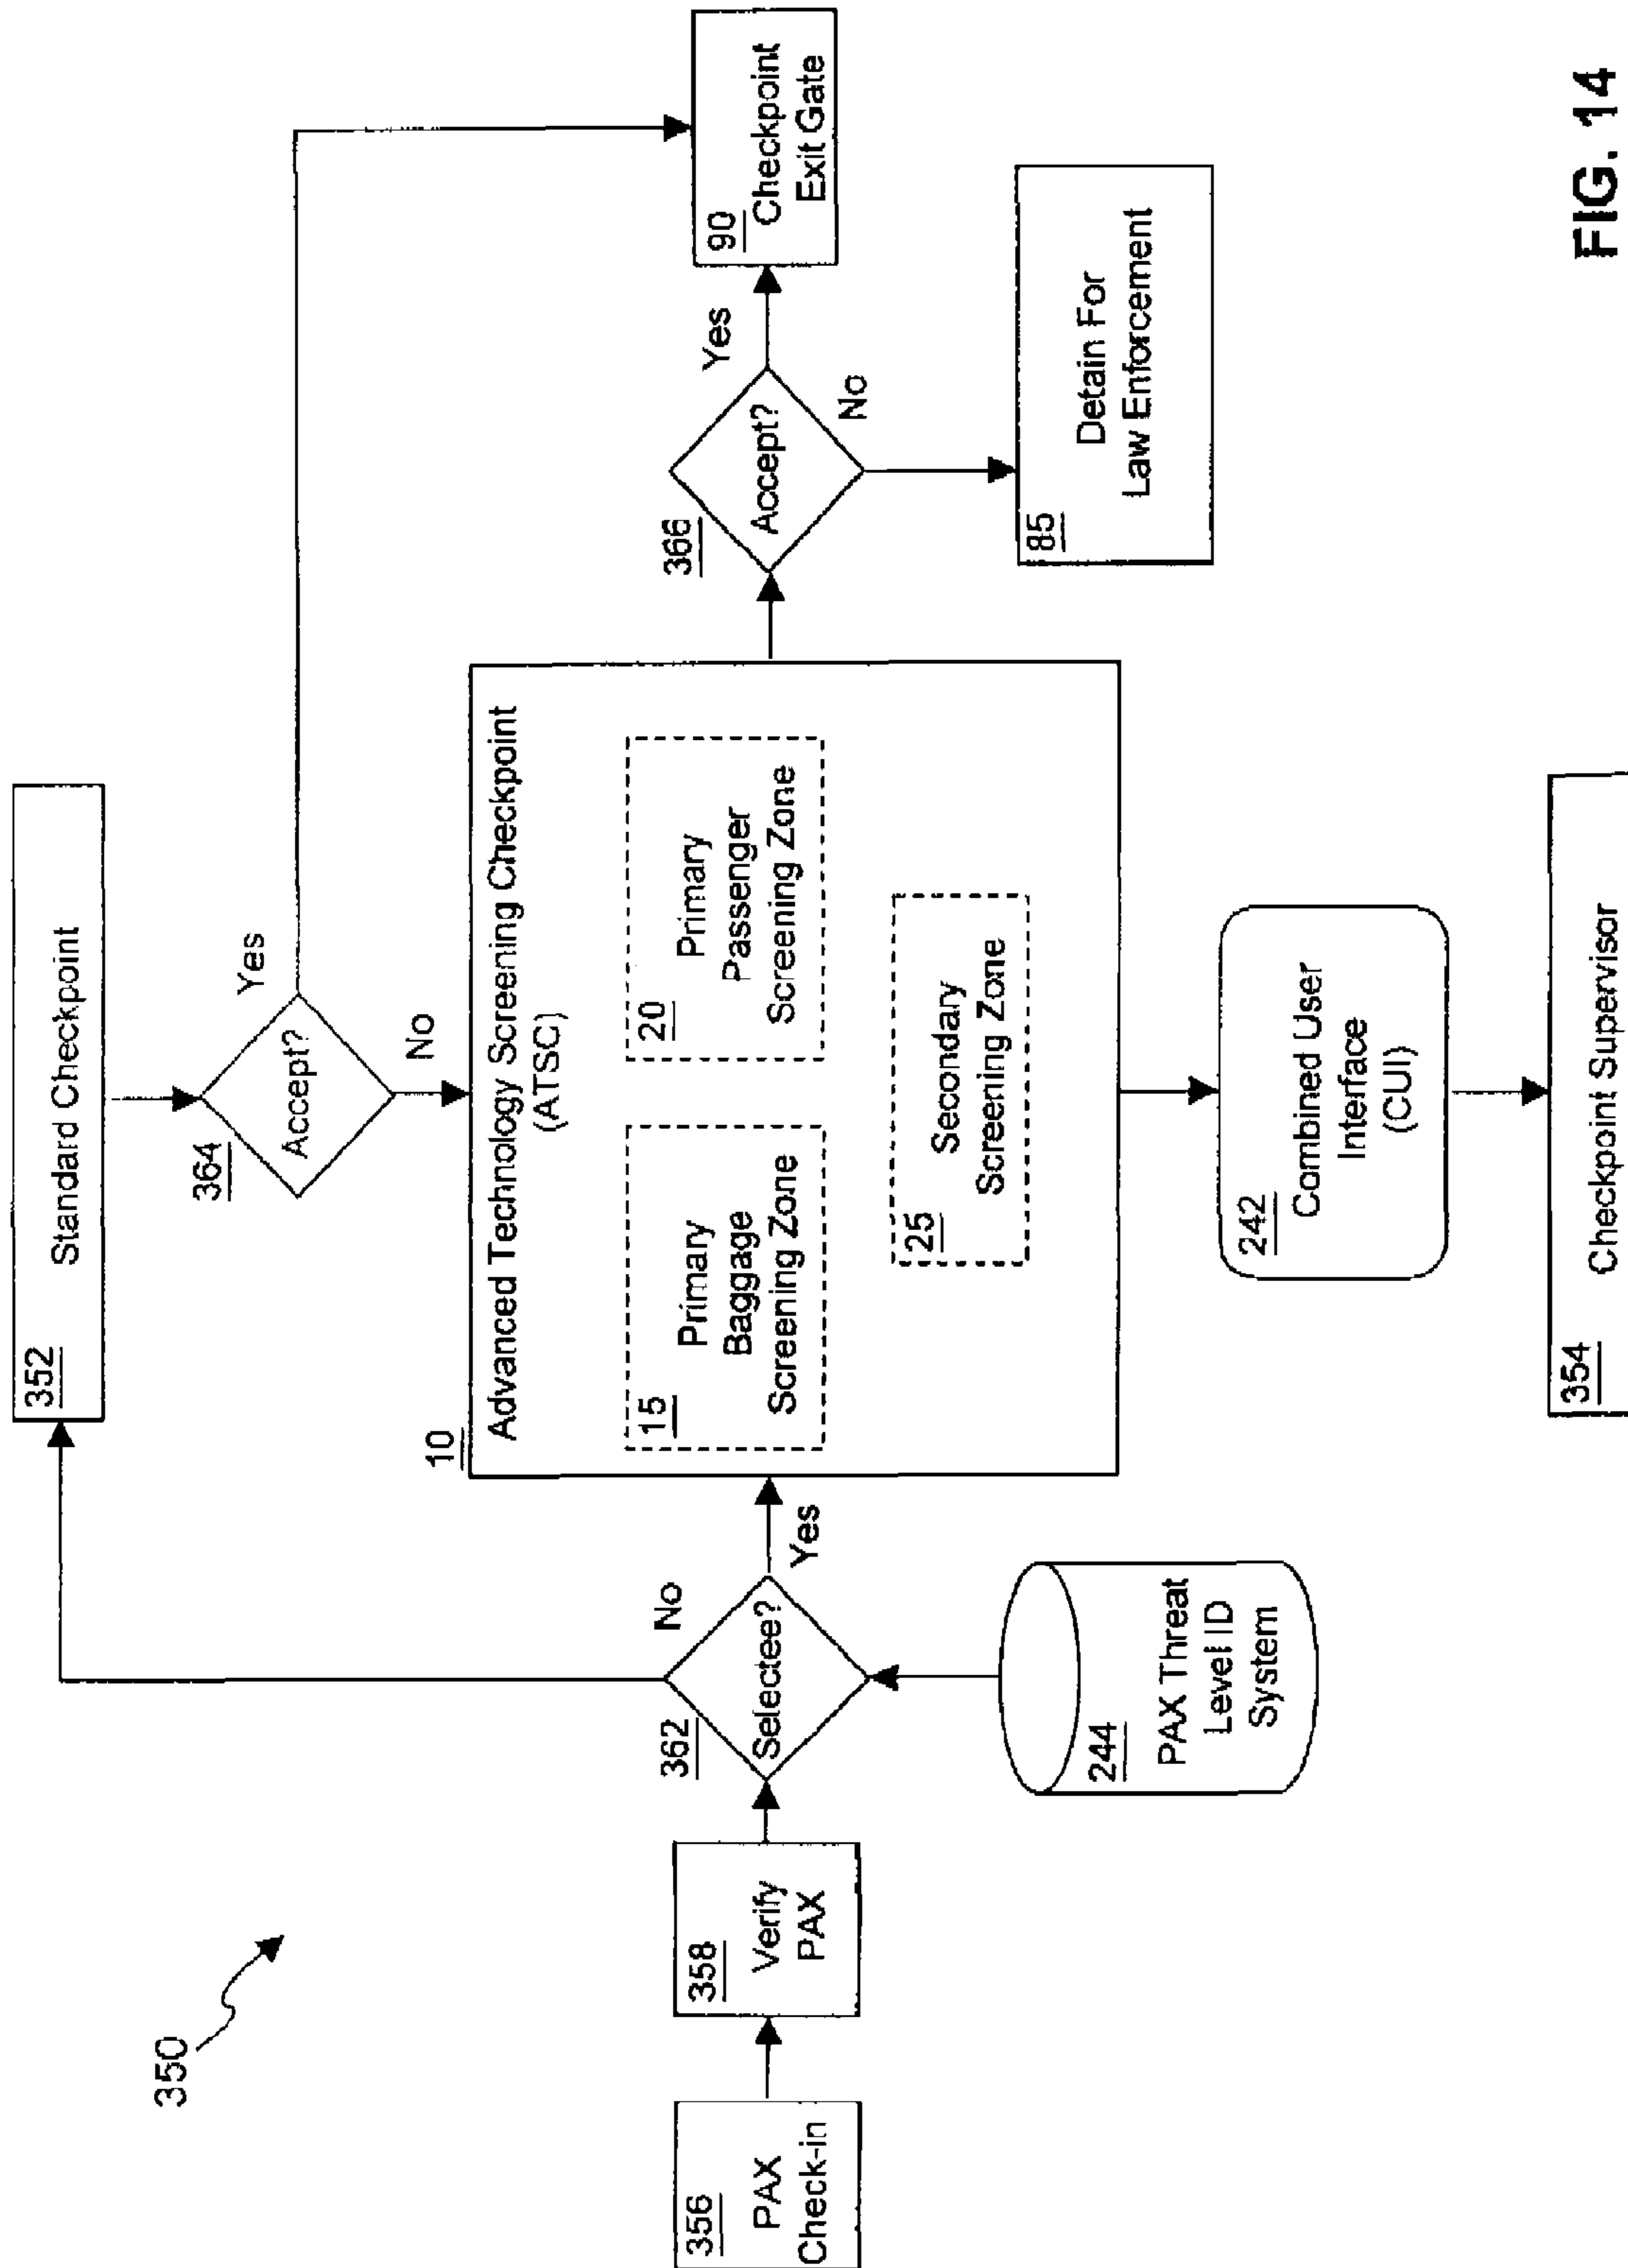 350
352
Standard Checkpoint
364
Accept?
Yes
No
356
PAX
Check-in
358
Verify
PAX
362
Selectee?
No
Yes
244
PAX Threat
Level ID
System
10
Advanced Technology Screening Checkpoint
(ATSC)
15
Primary
Baggage
Screening Zone
20
Primary
Passenger
Screening Zone
25
Secondary
Screening Zone
366
Accept?
Yes
No
90
Checkpoint
Exit Gate
85
Detain For
Law Enforcement
242
Combined User
Interface
(CUI)
354
Checkpoint Supervisor
FIG. 14